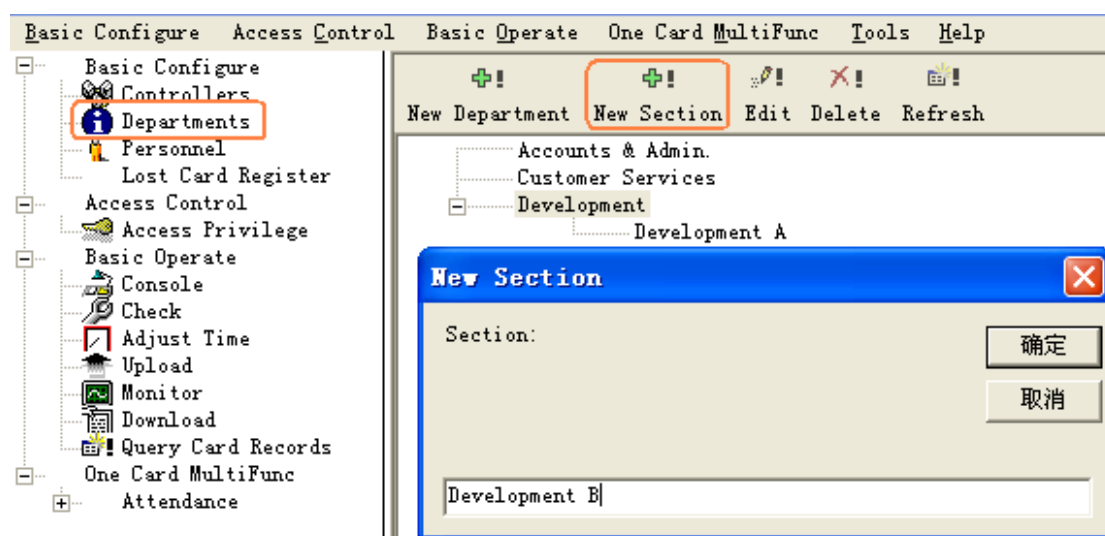 Basic Configure Access Control Basic Operate One Card MultiFunc Tools Help
Basic Configure
Controllers
Departments
Personnel
Lost Card Register
Access Control
Access Privilege
Basic Operate
Console
Check
Adjust Time
Upload
Monitor
Download
Query Card Records
One Card MultiFunc
Attendance
New Department New Section Edit Delete Refresh
Accounts & Admin.
Customer Services
Development
Development A
New Section
Section:
确定
取消
Development B